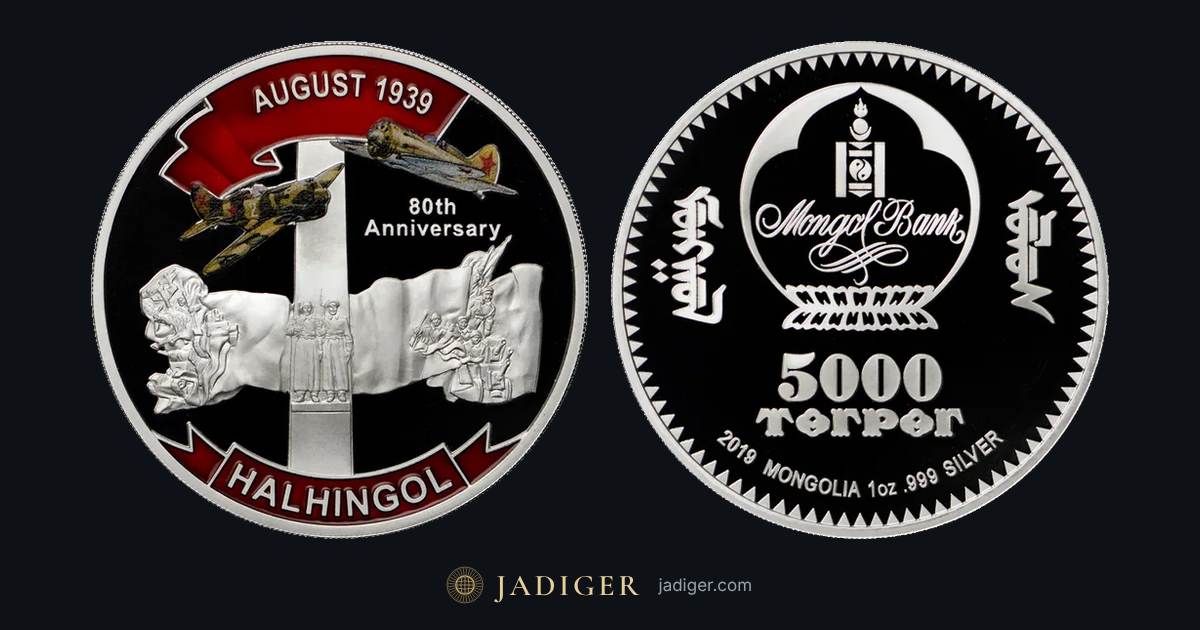 AUGUST 1939
80th
Anniversary
HALHINGOL
Mongol Bank
5000
ТӨГРӨГ
2019 MONGOLIA 1oz .999 SILVER
JADIGER
jadiger.com